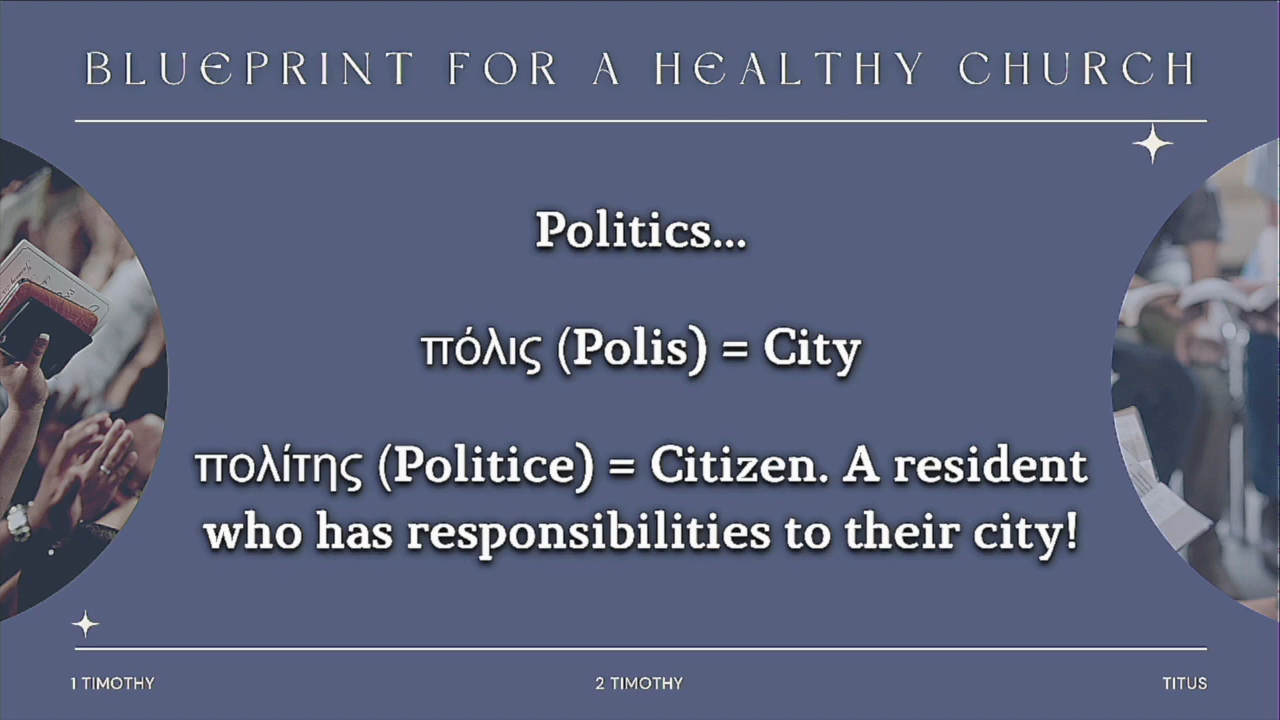 BLUEPRINT FOR A HEALTHY CHURCH
Politics...
πόλις (Polis) = City
πολίτης (Politice) = Citizen. A resident
who has responsibilities to their city!
1 TIMOTHY
2 TIMOTHY
TITUS